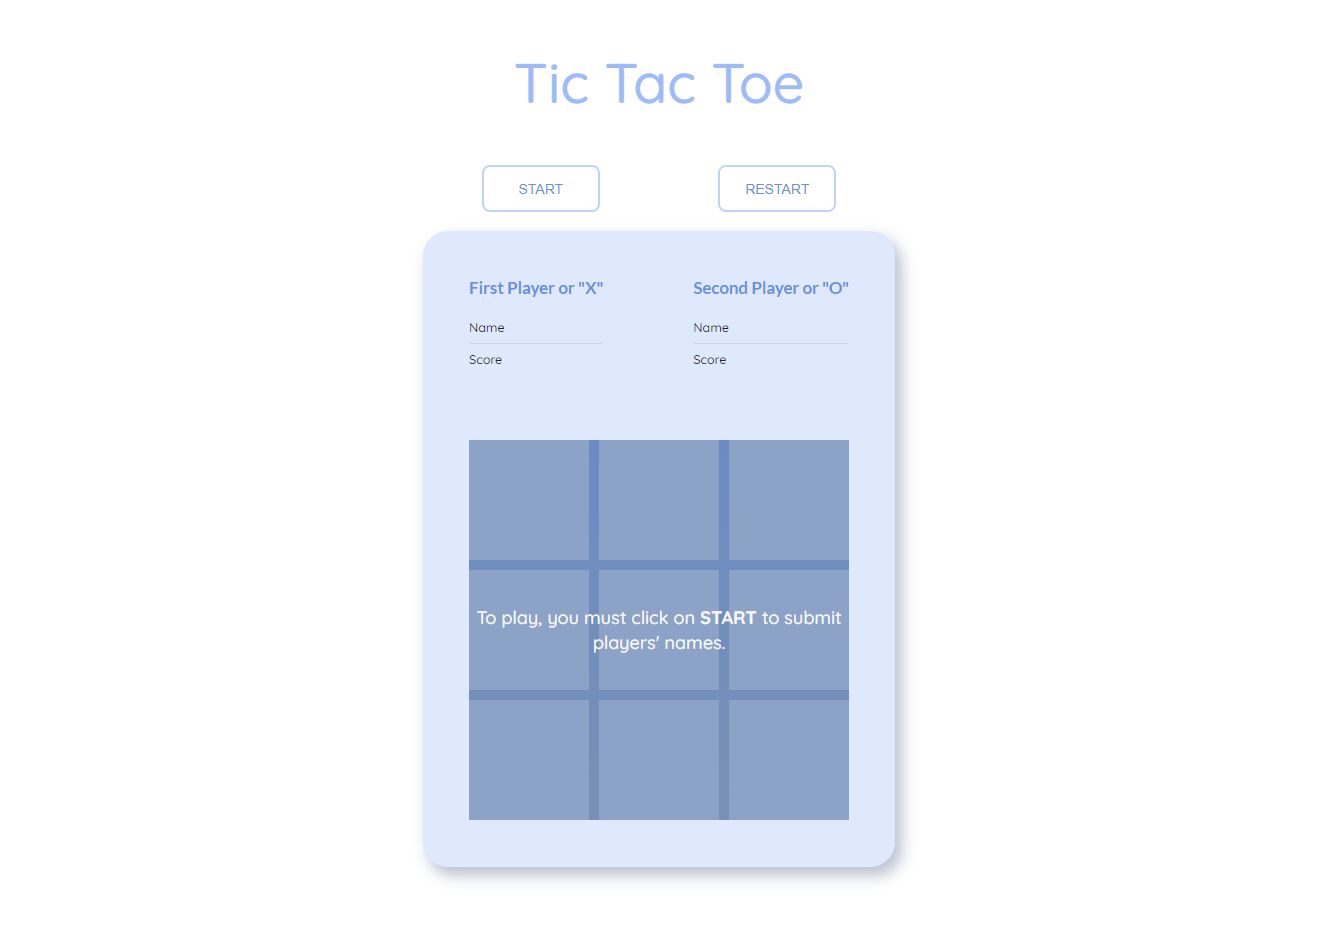 Tic Tac Toe
START
RESTART
First Player or "X"
Second Player or "O"
Name
Name
Score
Score
To play, you must click on START to submit
players' names.